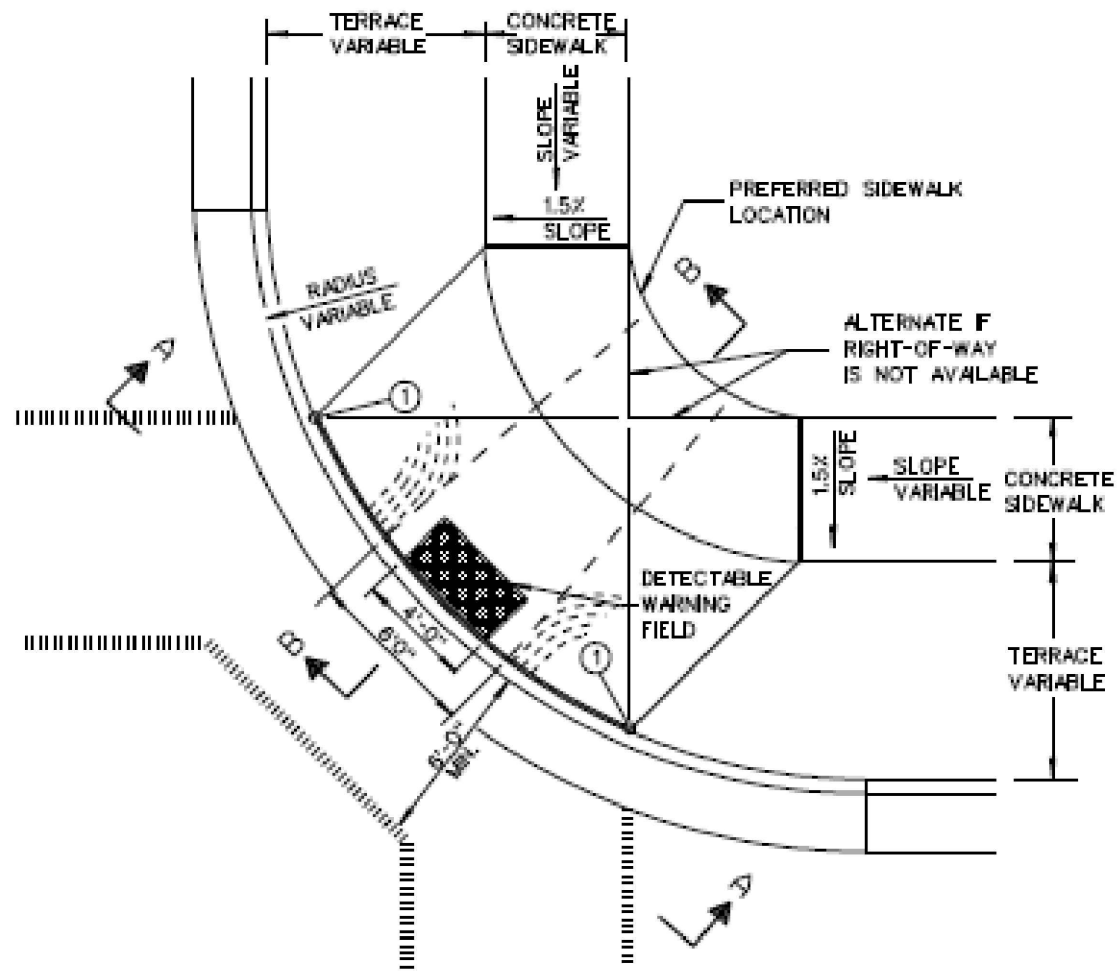 TERRACE
VARIABLE
CONCRETE
SIDEWALK
SLOPE
VARIABLE
1.5%
SLOPE
PREFERRED SIDEWALK
LOCATION
B
RADIUS
VARIABLE
A
ALTERNATE IF
RIGHT-OF-WAY
IS NOT AVAILABLE
1
1.5%
SLOPE
SLOPE
VARIABLE
CONCRETE
SIDEWALK
DETECTABLE
WARNING
FIELD
4'-0"
6'0"
B
1
TERRACE
VARIABLE
6'-0"
MIN.
A